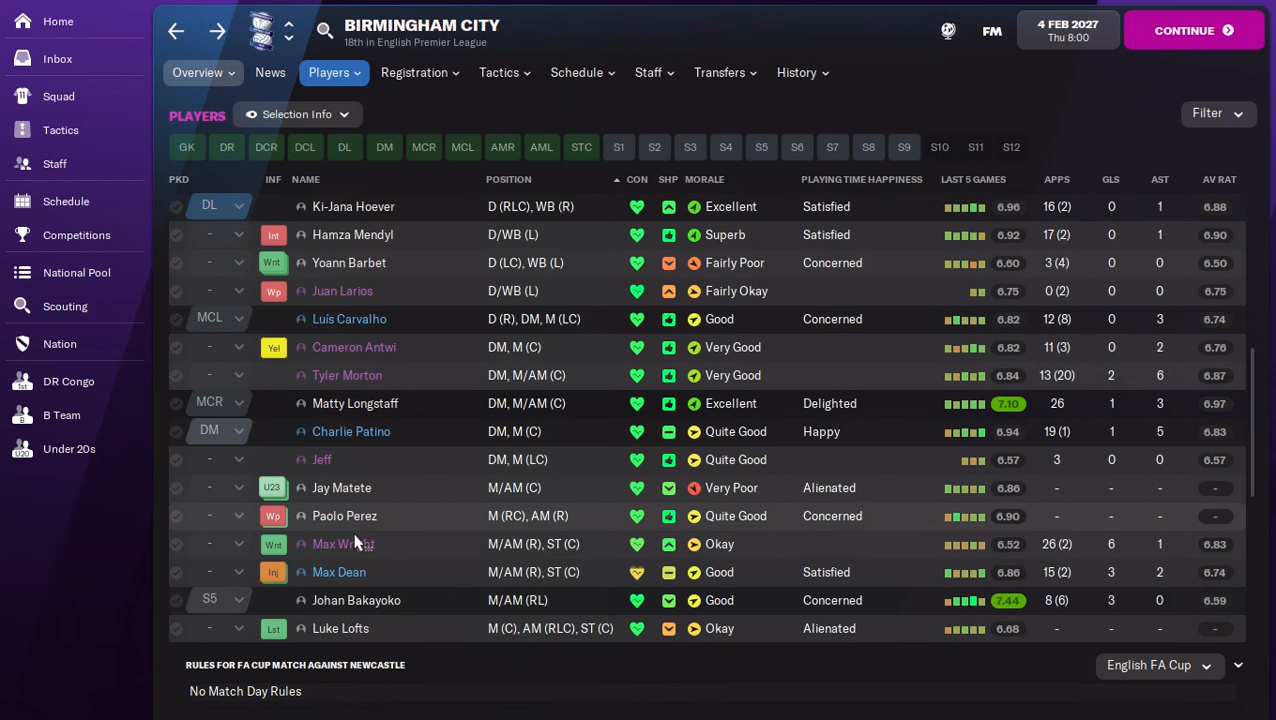 Home
Inbox
Squad
Tactics
Staff
Schedule
Competitions
National Pool
Scouting
Nation
1st DR Congo
B B Team
U20 Under 20s
BIRMINGHAM CITY
18th in English Premier League
FM
4 FEB 2027
Thu 8:00
CONTINUE
Overview News Players Registration Tactics Schedule Staff Transfers History
PLAYERS Selection Info Filter
GK DR DCR DCL DL DM MCR MCL AMR AML STC S1 S2 S3 S4 S5 S6 S7 S8 S9 S10 S11 S12
PKD INF NAME POSITION CON SHP MORALE PLAYING TIME HAPPINESS LAST 5 GAMES APPS GLS AST AV RAT
DL Ki-Jana Hoever D (RLC), WB (R) Excellent Satisfied 6.96 16 (2) 0 1 6.88
- Int Hamza Mendyl D/WB (L) Superb Satisfied 6.92 17 (2) 0 1 6.90
- Wnt Yoann Barbet D (LC), WB (L) Fairly Poor Concerned 6.60 3 (4) 0 0 6.50
- Wp Juan Larios D/WB (L) Fairly Okay 6.75 0 (2) 0 0 6.75
MCL Luís Carvalho D (R), DM, M (LC) Good Concerned 6.82 12 (8) 0 3 6.74
- Yel Cameron Antwi DM, M (C) Very Good 6.82 11 (3) 0 2 6.76
- Tyler Morton DM, M/AM (C) Very Good 6.84 13 (20) 2 6 6.87
MCR Matty Longstaff DM, M/AM (C) Excellent Delighted 7.10 26 1 3 6.97
DM Charlie Patino DM, M (C) Quite Good Happy 6.94 19 (1) 1 5 6.83
- Jeff DM, M (LC) Quite Good 6.57 3 0 0 6.57
- U23 Jay Matete M/AM (C) Very Poor Alienated 6.86 - - - -
- Wp Paolo Perez M (RC), AM (R) Quite Good Concerned 6.90 - - - -
- Wnt Max Wright M/AM (R), ST (C) Okay 6.52 26 (2) 6 1 6.83
- Inj Max Dean M/AM (R), ST (C) Good Satisfied 6.86 15 (2) 3 2 6.74
S5 Johan Bakayoko M/AM (RL) Good Concerned 7.44 8 (6) 3 0 6.59
- Lst Luke Lofts M (C), AM (RLC), ST (C) Okay Alienated 6.68 - - - -
RULES FOR FA CUP MATCH AGAINST NEWCASTLE English FA Cup
No Match Day Rules